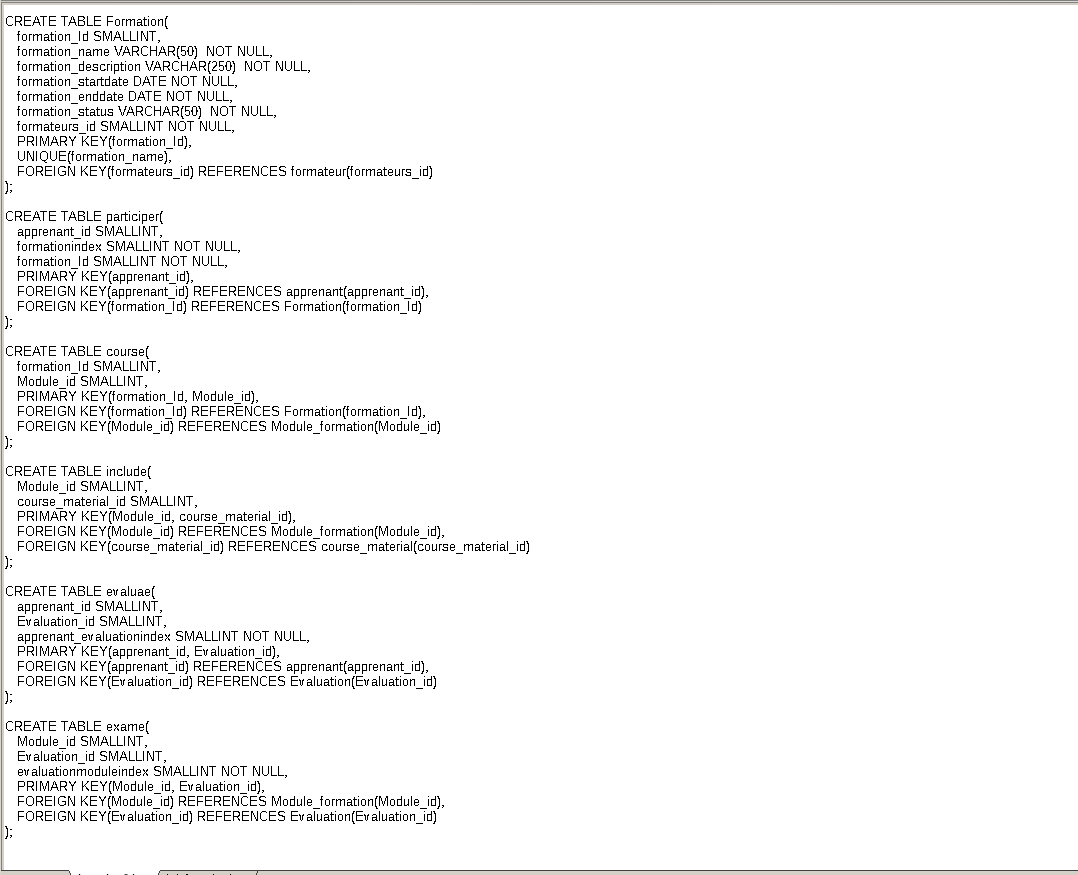 CREATE TABLE Formation(
formation_Id SMALLINT,
formation_name VARCHAR(50)  NOT NULL,
formation_description VARCHAR(250)  NOT NULL,
formation_startdate DATE NOT NULL,
formation_enddate DATE NOT NULL,
formation_status VARCHAR(50)  NOT NULL,
formateurs_id SMALLINT NOT NULL,
PRIMARY KEY(formation_Id),
UNIQUE(formation_name),
FOREIGN KEY(formateurs_id) REFERENCES formateur(formateurs_id)
);
CREATE TABLE participer(
apprenant_id SMALLINT,
formationindex SMALLINT NOT NULL,
formation_Id SMALLINT NOT NULL,
PRIMARY KEY(apprenant_id),
FOREIGN KEY(apprenant_id) REFERENCES apprenant(apprenant_id),
FOREIGN KEY(formation_Id) REFERENCES Formation(formation_Id)
);
CREATE TABLE course(
formation_Id SMALLINT,
Module_id SMALLINT,
PRIMARY KEY(formation_Id, Module_id),
FOREIGN KEY(formation_Id) REFERENCES Formation(formation_Id),
FOREIGN KEY(Module_id) REFERENCES Module_formation(Module_id)
);
CREATE TABLE include(
Module_id SMALLINT,
course_material_id SMALLINT,
PRIMARY KEY(Module_id, course_material_id),
FOREIGN KEY(Module_id) REFERENCES Module_formation(Module_id),
FOREIGN KEY(course_material_id) REFERENCES course_material(course_material_id)
);
CREATE TABLE evaluae(
apprenant_id SMALLINT,
Evaluation_id SMALLINT,
apprenant_evaluationindex SMALLINT NOT NULL,
PRIMARY KEY(apprenant_id, Evaluation_id),
FOREIGN KEY(apprenant_id) REFERENCES apprenant(apprenant_id),
FOREIGN KEY(Evaluation_id) REFERENCES Evaluation(Evaluation_id)
);
CREATE TABLE exame(
Module_id SMALLINT,
Evaluation_id SMALLINT,
evaluationmoduleindex SMALLINT NOT NULL,
PRIMARY KEY(Module_id, Evaluation_id),
FOREIGN KEY(Module_id) REFERENCES Module_formation(Module_id),
FOREIGN KEY(Evaluation_id) REFERENCES Evaluation(Evaluation_id)
);